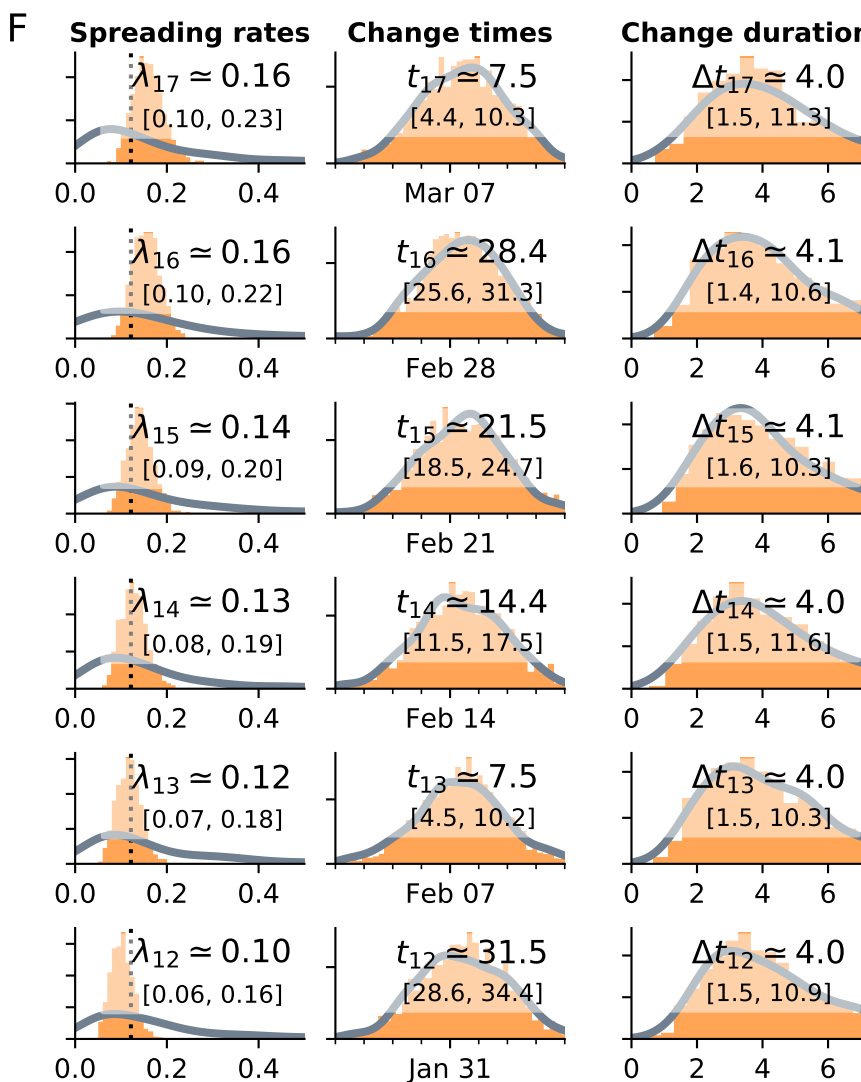 F
Spreading rates Change times Change duration
λ17 ≃ 0.16 t17 ≃ 7.5 Δt17 ≃ 4.0
[0.10, 0.23] [4.4, 10.3] [1.5, 11.3]
0.0 0.2 0.4 Mar 07 0 2 4 6
λ16 ≃ 0.16 t16 ≃ 28.4 Δt16 ≃ 4.1
[0.10, 0.22] [25.6, 31.3] [1.4, 10.6]
0.0 0.2 0.4 Feb 28 0 2 4 6
λ15 ≃ 0.14 t15 ≃ 21.5 Δt15 ≃ 4.1
[0.09, 0.20] [18.5, 24.7] [1.6, 10.3]
0.0 0.2 0.4 Feb 21 0 2 4 6
λ14 ≃ 0.13 t14 ≃ 14.4 Δt14 ≃ 4.0
[0.08, 0.19] [11.5, 17.5] [1.5, 11.6]
0.0 0.2 0.4 Feb 14 0 2 4 6
λ13 ≃ 0.12 t13 ≃ 7.5 Δt13 ≃ 4.0
[0.07, 0.18] [4.5, 10.2] [1.5, 10.3]
0.0 0.2 0.4 Feb 07 0 2 4 6
λ12 ≃ 0.10 t12 ≃ 31.5 Δt12 ≃ 4.0
[0.06, 0.16] [28.6, 34.4] [1.5, 10.9]
0.0 0.2 0.4 Jan 31 0 2 4 6